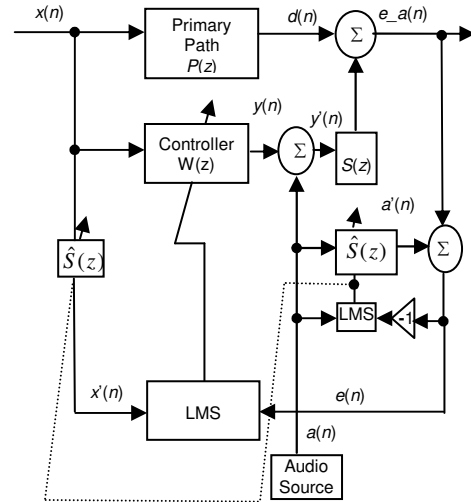 x(n)
Primary
Path
P(z)
d(n)
Σ
e_a(n)
Controller
W(z)
y(n)
Σ
y'(n)
S(z)
Ŝ(z)
a'(n)
Ŝ(z)
Σ
LMS
-1
x'(n)
LMS
e(n)
a(n)
Audio
Source